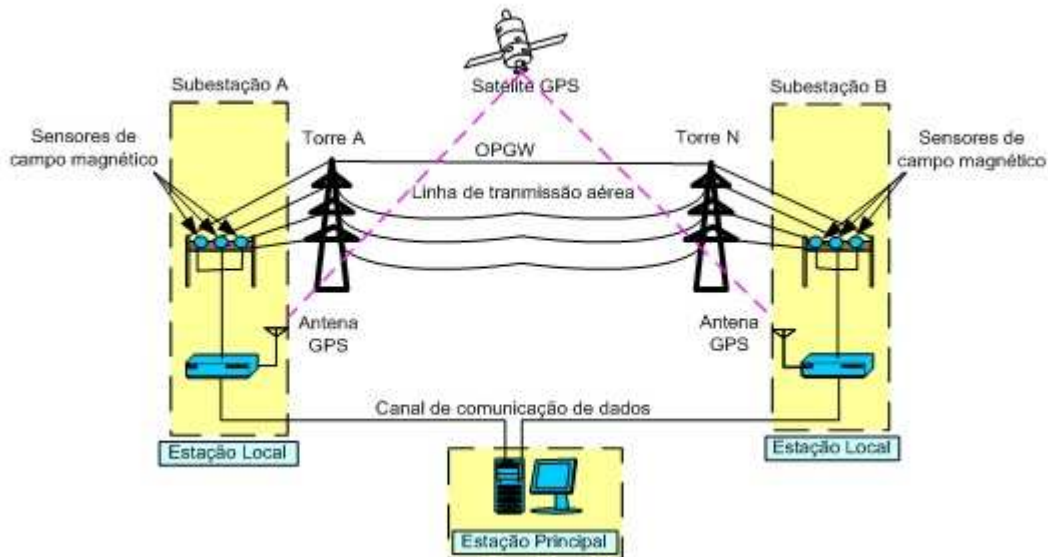 Subestação A
Satélite GPS
Subestação B
Sensores de
campo magnético
Torre A
OPGW
Torre N
Sensores de
campo magnético
Linha de tranmissão aérea
Antena
GPS
Antena
GPS
Canal de comunicação de dados
Estação Local
Estação Local
Estação Principal